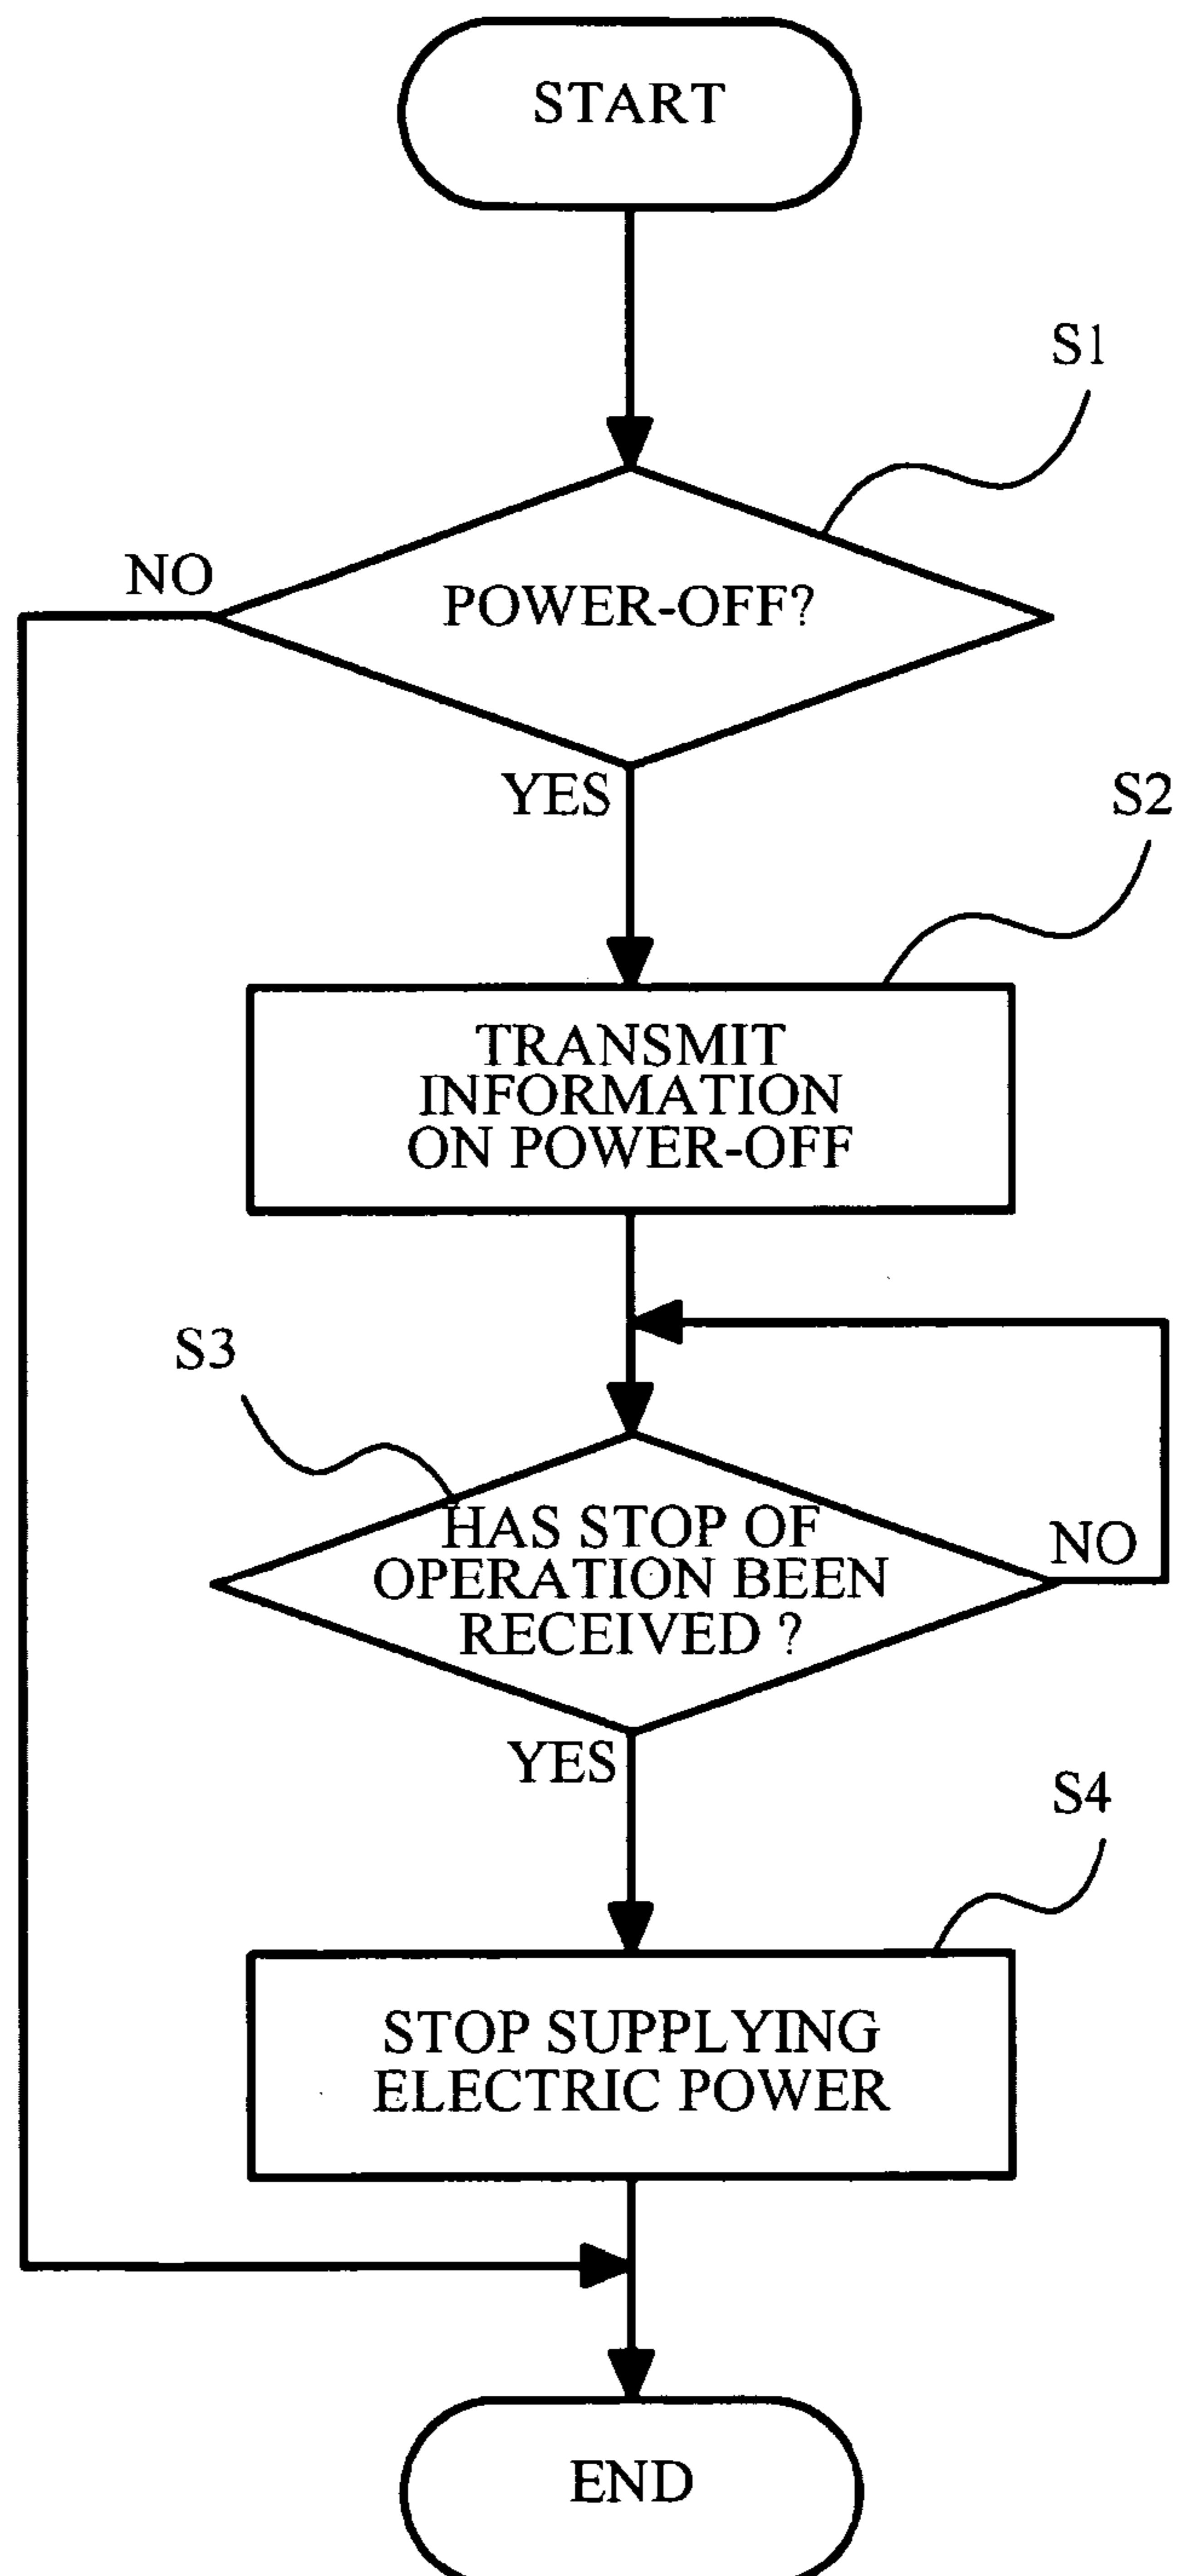 START
S1
NO
POWER-OFF?
YES
S2
TRANSMIT
INFORMATION
ON POWER-OFF
S3
HAS STOP OF
OPERATION BEEN
RECEIVED ?
NO
YES
S4
STOP SUPPLYING
ELECTRIC POWER
END